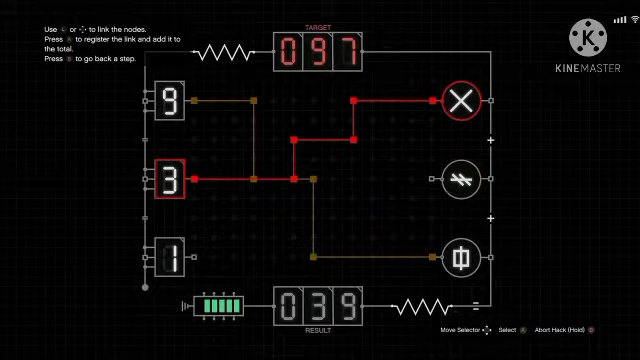 Use L or ✥ to link the nodes.
Press A to register the link and add it to
the total.
Press B to go back a step.
TARGET
097
K
KINEMASTER
9
3
1
039
RESULT
Move Selector Select A Abort Hack (Hold) B